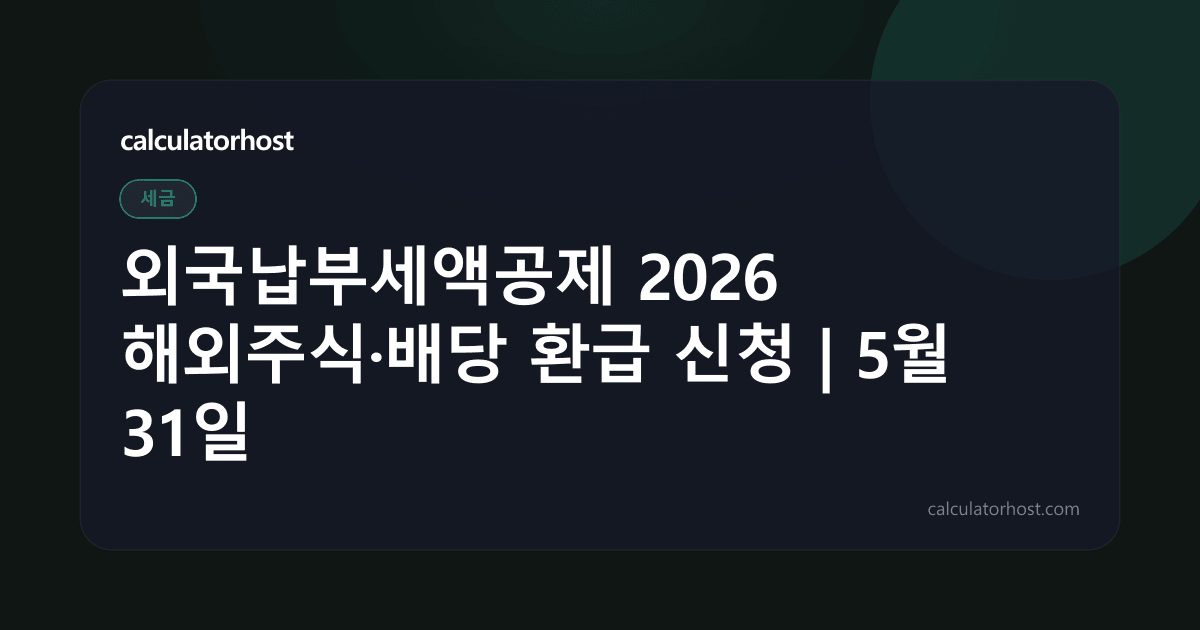 calculatorhost
세금
외국납부세액공제 2026
해외주식·배당 환급 신청 | 5월
31일
calculatorhost.com